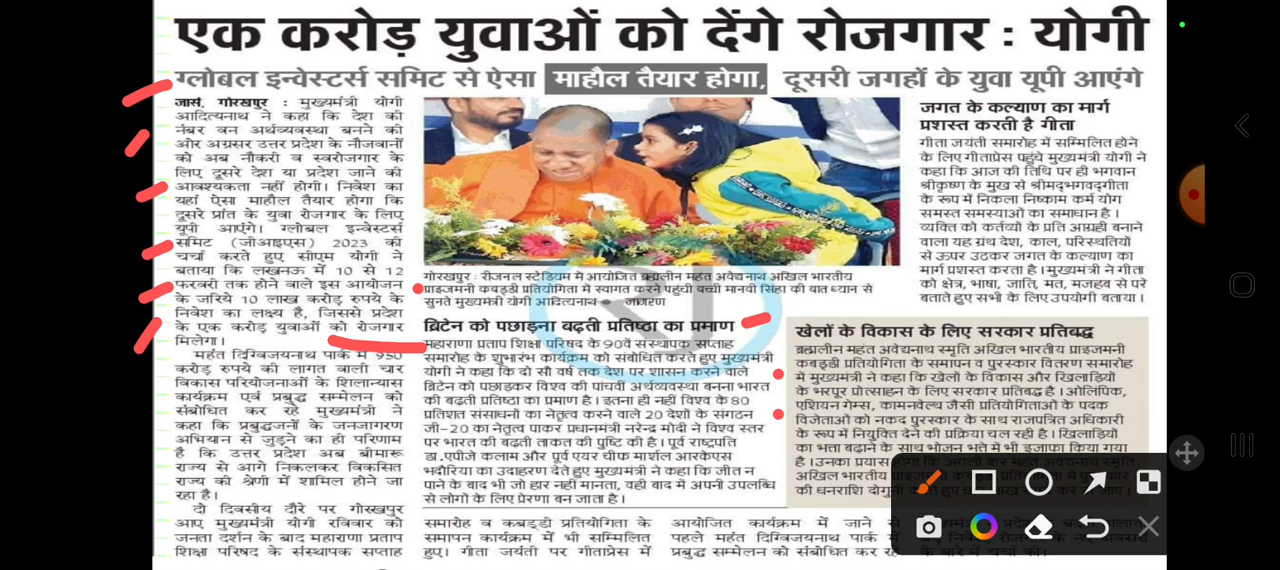 एक करोड़ युवाओं को देंगे रोजगार : योगी
ग्लोबल इन्वेस्टर्स समिट से ऐसा माहौल तैयार होगा, दूसरी जगहों के युवा यूपी आएंगे
जासं, गोरखपुर : मुख्यमंत्री योगी
आदित्यनाथ ने कहा कि देश की
नंबर वन अर्थव्यवस्था बनने की
ओर अग्रसर उत्तर प्रदेश के नौजवानों
को अब नौकरी व स्वरोजगार के
लिए दूसरे देश या प्रदेश जाने की
आवश्यकता नहीं होगी। निवेश का
यहां ऐसा माहौल तैयार होगा कि
दूसरे प्रांत के युवा रोजगार के लिए
यूपी आएंगे। ग्लोबल इन्वेस्टर्स
समिट (जीआइएस) 2023 की
चर्चा करते हुए सीएम योगी ने
बताया कि लखनऊ में 10 से 12
फरवरी तक होने वाले इस आयोजन
के जरिये 10 लाख करोड़ रुपये के
निवेश का लक्ष्य है, जिससे प्रदेश
के एक करोड़ युवाओं को रोजगार
मिलेगा।
महंत दिग्विजयनाथ पार्क में 950
करोड़ रुपये की लागत वाली चार
विकास परियोजनाओं के शिलान्यास
कार्यक्रम एवं प्रबुद्ध सम्मेलन को
संबोधित कर रहे मुख्यमंत्री ने
कहा कि प्रबुद्धजनों के जनजागरण
अभियान से जुड़ने का ही परिणाम
है कि उत्तर प्रदेश अब बीमारू
राज्य से आगे निकलकर विकसित
राज्य की श्रेणी में शामिल होने जा
रहा है।
दो दिवसीय दौरे पर गोरखपुर
आए मुख्यमंत्री योगी रविवार को
जनता दर्शन के बाद महाराणा प्रताप
शिक्षा परिषद के संस्थापक सप्ताह
गोरखपुर : रीजनल स्टेडियम में आयोजित ब्रह्मलीन महंत अवेद्यनाथ अखिल भारतीय
प्राइजमनी कबड्डी प्रतियोगिता में स्वागत करने पहुंची बच्ची मानवी सिंहा की बात ध्यान से
सुनते मुख्यमंत्री योगी आदित्यनाथ ● जागरण
ब्रिटेन को पछाड़ना बढ़ती प्रतिष्ठा का प्रमाण
महाराणा प्रताप शिक्षा परिषद के 90वें संस्थापक सप्ताह
समारोह के शुभारंभ कार्यक्रम को संबोधित करते हुए मुख्यमंत्री
योगी ने कहा कि दो सौ वर्ष तक देश पर शासन करने वाले
ब्रिटेन को पछाड़कर विश्व की पांचवीं अर्थव्यवस्था बनना भारत
की बढ़ती प्रतिष्ठा का प्रमाण है। इतना ही नहीं विश्व के 80
प्रतिशत संसाधनों का नेतृत्व करने वाले 20 देशों के संगठन
जी-20 का नेतृत्व पाकर प्रधानमंत्री नरेन्द्र मोदी ने विश्व स्तर
पर भारत की बढ़ती ताकत की पुष्टि की है। पूर्व राष्ट्रपति
डा.एपीजे कलाम और पूर्व एयर चीफ मार्शल आरकेएस
भदौरिया का उदाहरण देते हुए मुख्यमंत्री ने कहा कि जीत न
पाने के बाद भी जो हार नहीं मानता, वही बाद में अपनी उपलब्धि
से लोगों के लिए प्रेरणा बन जाता है।
समारोह व कबड्डी प्रतियोगिता के
समापन कार्यक्रम में भी सम्मिलित
हुए। गीता जयंती पर गीताप्रेस में
आयोजित कार्यक्रम में जाने से
पहले महंत दिग्विजयनाथ पार्क में
प्रबुद्ध सम्मेलन को संबोधित कर रहे
जगत के कल्याण का मार्ग
प्रशस्त करती है गीता
गीता जयंती समारोह में सम्मिलित होने
के लिए गीताप्रेस पहुंचे मुख्यमंत्री योगी ने
कहा कि आज की तिथि पर ही भगवान
श्रीकृष्ण के मुख से श्रीमद्भगवद्गीता
के रूप में निकला निष्काम कर्म योग
समस्त समस्याओं का समाधान है।
व्यक्ति को कर्तव्यों के प्रति आग्रही बनाने
वाला यह ग्रंथ देश, काल, परिस्थितियों
से ऊपर उठकर जगत के कल्याण का
मार्ग प्रशस्त करता है। मुख्यमंत्री ने गीता
को क्षेत्र, भाषा, जाति, मत, मजहब से परे
बताते हुए सभी के लिए उपयोगी बताया।
खेलों के विकास के लिए सरकार प्रतिबद्ध
ब्रह्मलीन महंत अवेद्यनाथ स्मृति अखिल भारतीय प्राइजमनी
कबड्डी प्रतियोगिता के समापन व पुरस्कार वितरण समारोह
में मुख्यमंत्री ने कहा कि खेलों के विकास और खिलाड़ियों
के भरपूर प्रोत्साहन के लिए सरकार प्रतिबद्ध है। ओलिंपिक,
एशियन गेम्स, कामनवेल्थ जैसी प्रतियोगिताओं के पदक
विजेताओं को नकद पुरस्कार के साथ राजपत्रित अधिकारी
के रूप में नियुक्ति देने की प्रक्रिया चल रही है। खिलाड़ियों
का भत्ता बढ़ाने के साथ भोजन भत्ते में भी इजाफा किया गया
है। उनका प्रयास होगा कि अगली बार महंत अवेद्यनाथ स्मृति
अखिल भारतीय
की धनराशि दोगुनी